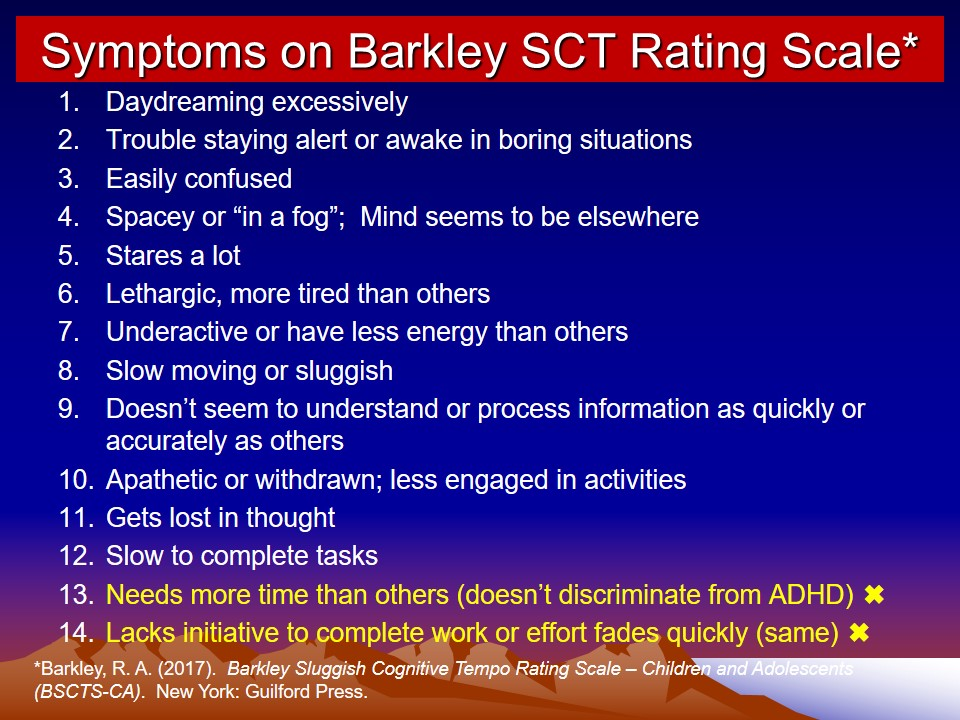 Symptoms on Barkley SCT Rating Scale*
1. Daydreaming excessively
2. Trouble staying alert or awake in boring situations
3. Easily confused
4. Spacey or “in a fog”;  Mind seems to be elsewhere
5. Stares a lot
6. Lethargic, more tired than others
7. Underactive or have less energy than others
8. Slow moving or sluggish
9. Doesn’t seem to understand or process information as quickly or
accurately as others
10. Apathetic or withdrawn; less engaged in activities
11. Gets lost in thought
12. Slow to complete tasks
13. Needs more time than others (doesn’t discriminate from ADHD) ✖
14. Lacks initiative to complete work or effort fades quickly (same) ✖
*Barkley, R. A. (2017).  Barkley Sluggish Cognitive Tempo Rating Scale – Children and Adolescents
(BSCTS-CA).  New York: Guilford Press.